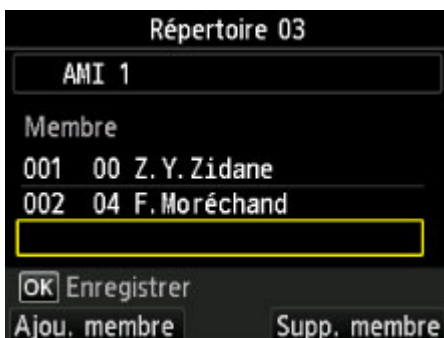 Répertoire 03
AMI 1
Membre
001 00 Z.Y.Zidane
002 04 F.Moréchand
OK Enregistrer
Ajou. membre Supp. membre